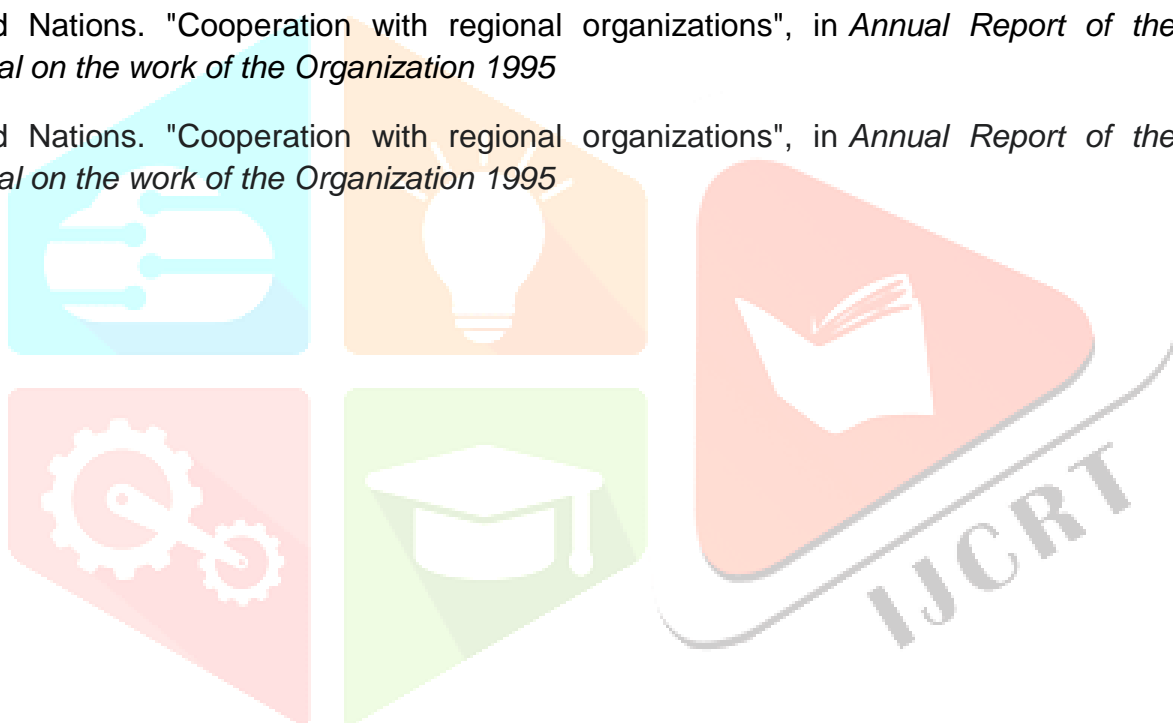 d Nations. "Cooperation with regional organizations", in Annual Report of the
al on the work of the Organization 1995
d Nations. "Cooperation with regional organizations", in Annual Report of the
al on the work of the Organization 1995
IJCRT